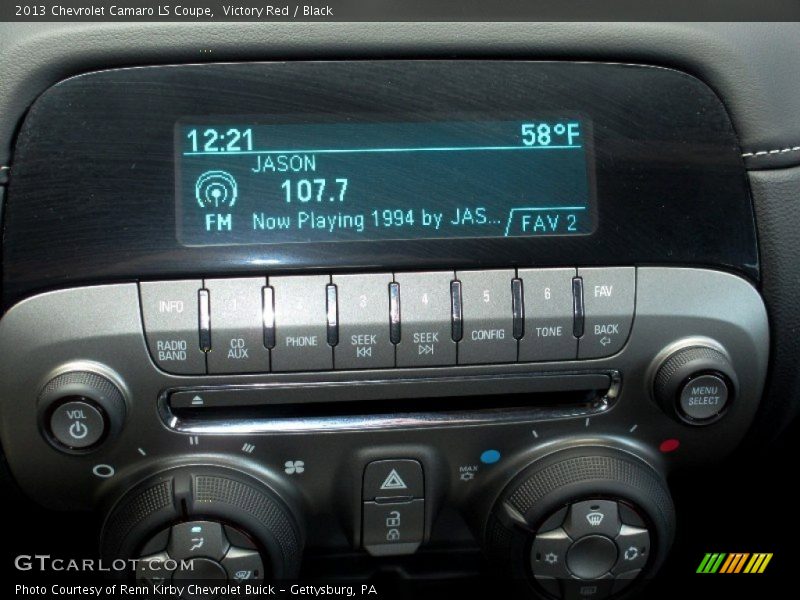 2013 Chevrolet Camaro LS Coupe, Victory Red / Black
12:21 58°F
JASON
107.7
FM Now Playing 1994 by JAS... FAV 2
INFO 1 2 3 4 5 6 FAV
RADIO BAND CD AUX PHONE SEEK SEEK CONFIG TONE BACK
VOL
MENU SELECT
MAX
GTCARLOT.COM
Photo Courtesy of Renn Kirby Chevrolet Buick – Gettysburg, PA